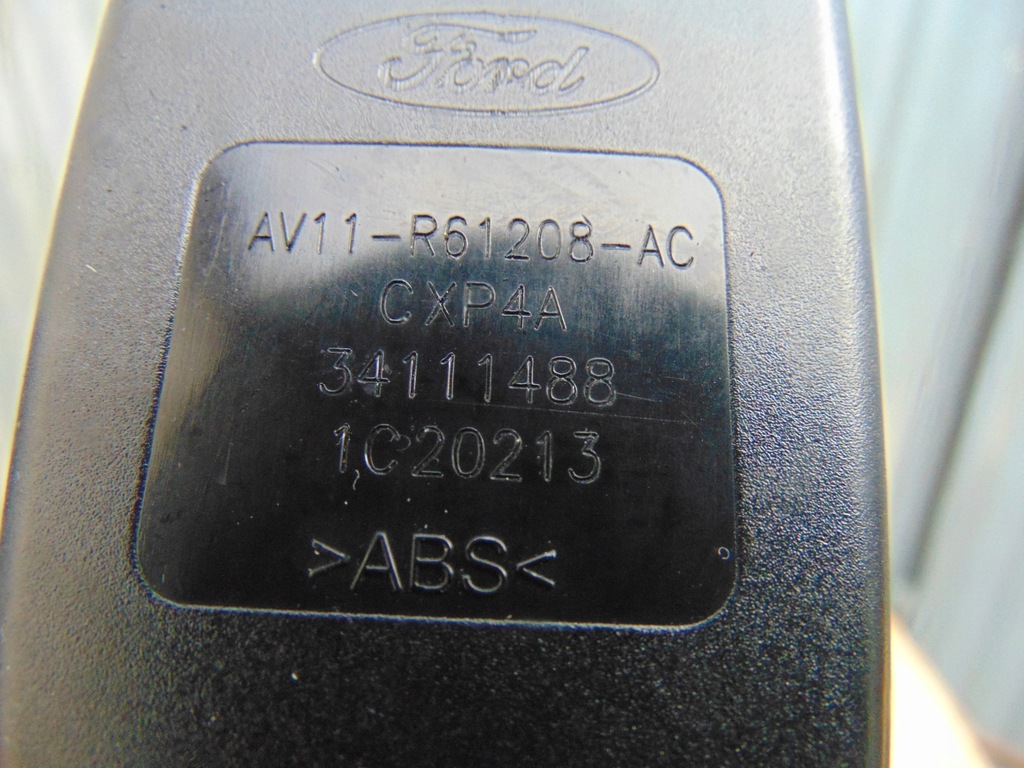 Ford
AV11-R61208-AC
CXP4A
34111488
1C20213
>ABS<